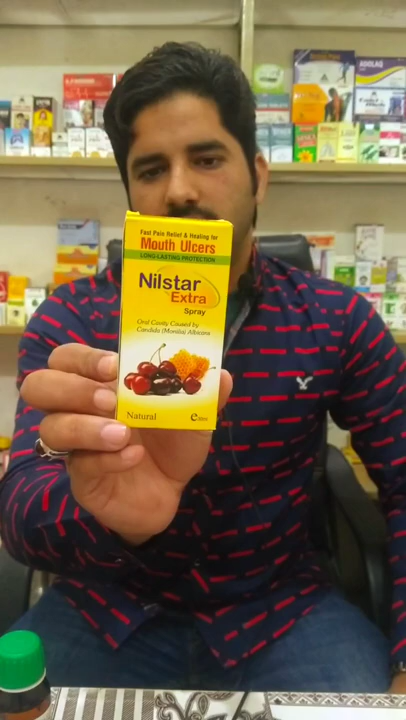 Fast Pain Relief & Healing for
Mouth Ulcers
LONG-LASTING PROTECTION
Nilstar
Extra
Spray
Oral Cavity Caused by
Candida (Monilia) Albicans
Natural
ADOLAQ